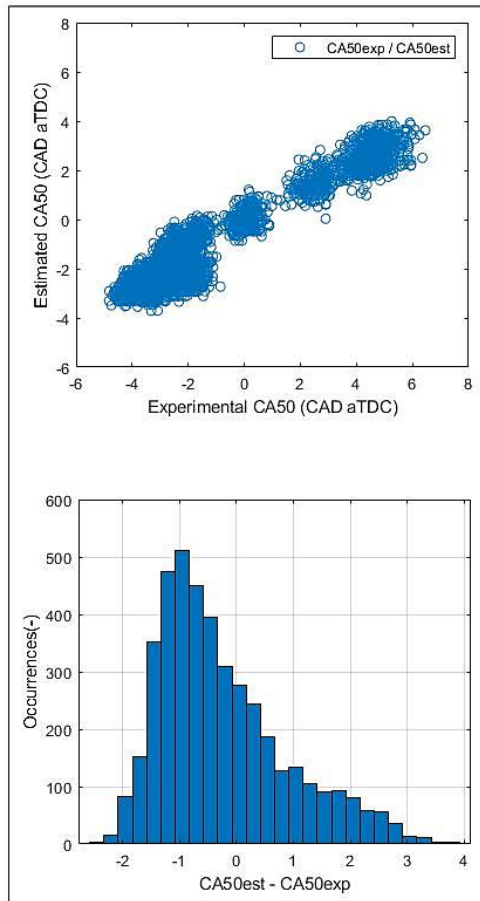 8
6
4
2
0
-2
-4
-6
Estimated CA50 (CAD aTDC)
CA50exp / CA50est
-6 -4 -2 0 2 4 6 8
Experimental CA50 (CAD aTDC)
600
500
400
300
200
100
0
Occurrences(-)
-2 -1 0 1 2 3 4
CA50est - CA50exp